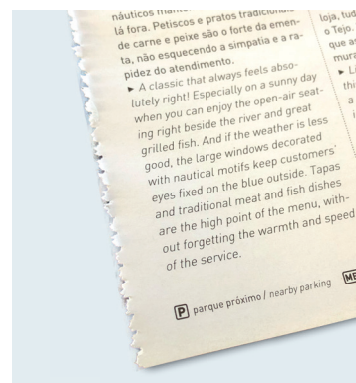 náuticos
lá fora. Petiscos e pratos tradicionais
de carne e peixe são o forte da emen-
ta, não esquecendo a simpatia e a ra-
pidez do atendimento.
► A classic that always feels abso-
lutely right! Especially on a sunny day
when you can enjoy the open-air seat-
ing right beside the river and great
grilled fish. And if the weather is less
good, the large windows decorated
with nautical motifs keep customers'
eyes fixed on the blue outside. Tapas
and traditional meat and fish dishes
are the high point of the menu, with-
out forgetting the warmth and speed
of the service.
P parque próximo / nearby parking
loja,
o Tejo.
que
►